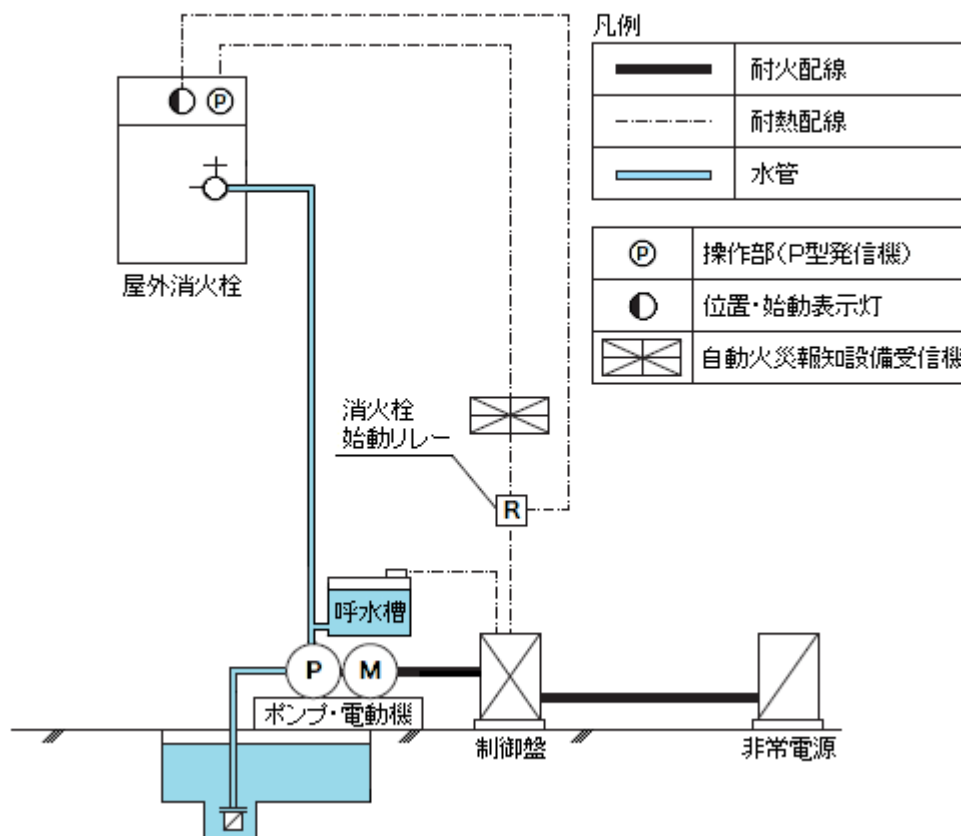 凡例
耐火配線
耐熱配線
水管
P
操作部(P型発信機)
位置・始動表示灯
自動火災報知設備受信機
P
屋外消火栓
消火栓
始動リレー
R
呼水槽
P
M
ポンプ・電動機
制御盤
非常電源